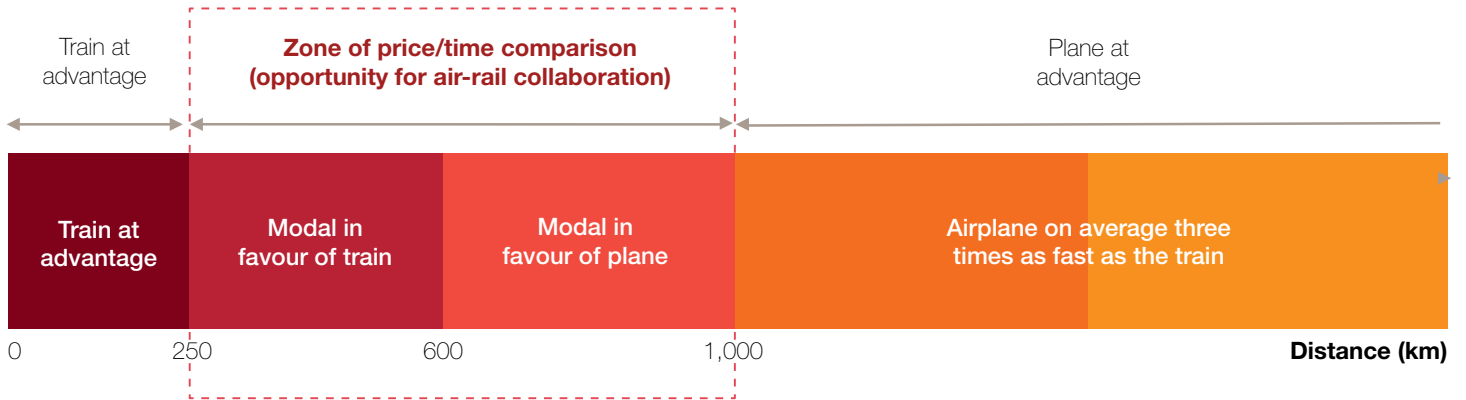 Train at
advantage
Zone of price/time comparison
(opportunity for air-rail collaboration)
Plane at
advantage
Train at
advantage
Modal in
favour of train
Modal in
favour of plane
Airplane on average three
times as fast as the train
0
250
600
1,000
Distance (km)